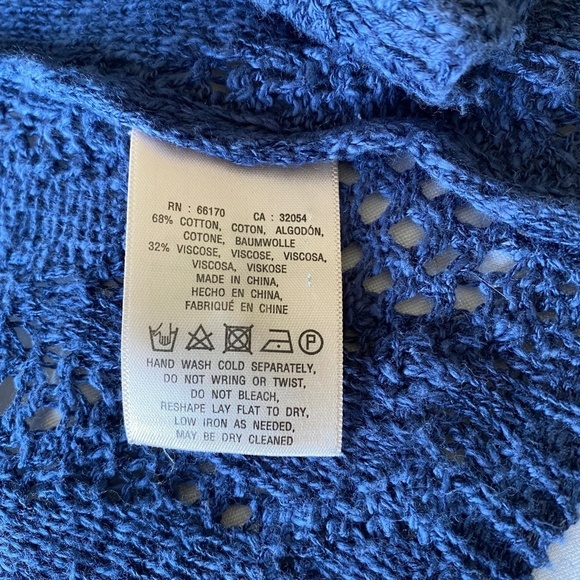 RN : 66170 CA : 32054
68% COTTON, COTON, ALGODÓN,
COTONE, BAUMWOLLE
32% VISCOSE, VISCOSE, VISCOSA,
VISCOSA, VISKOSE
MADE IN CHINA,
HECHO EN CHINA,
FABRIQUÉ EN CHINE
P
HAND WASH COLD SEPARATELY,
DO NOT WRING OR TWIST,
DO NOT BLEACH,
RESHAPE LAY FLAT TO DRY,
LOW IRON AS NEEDED,
MAY BE DRY CLEANED